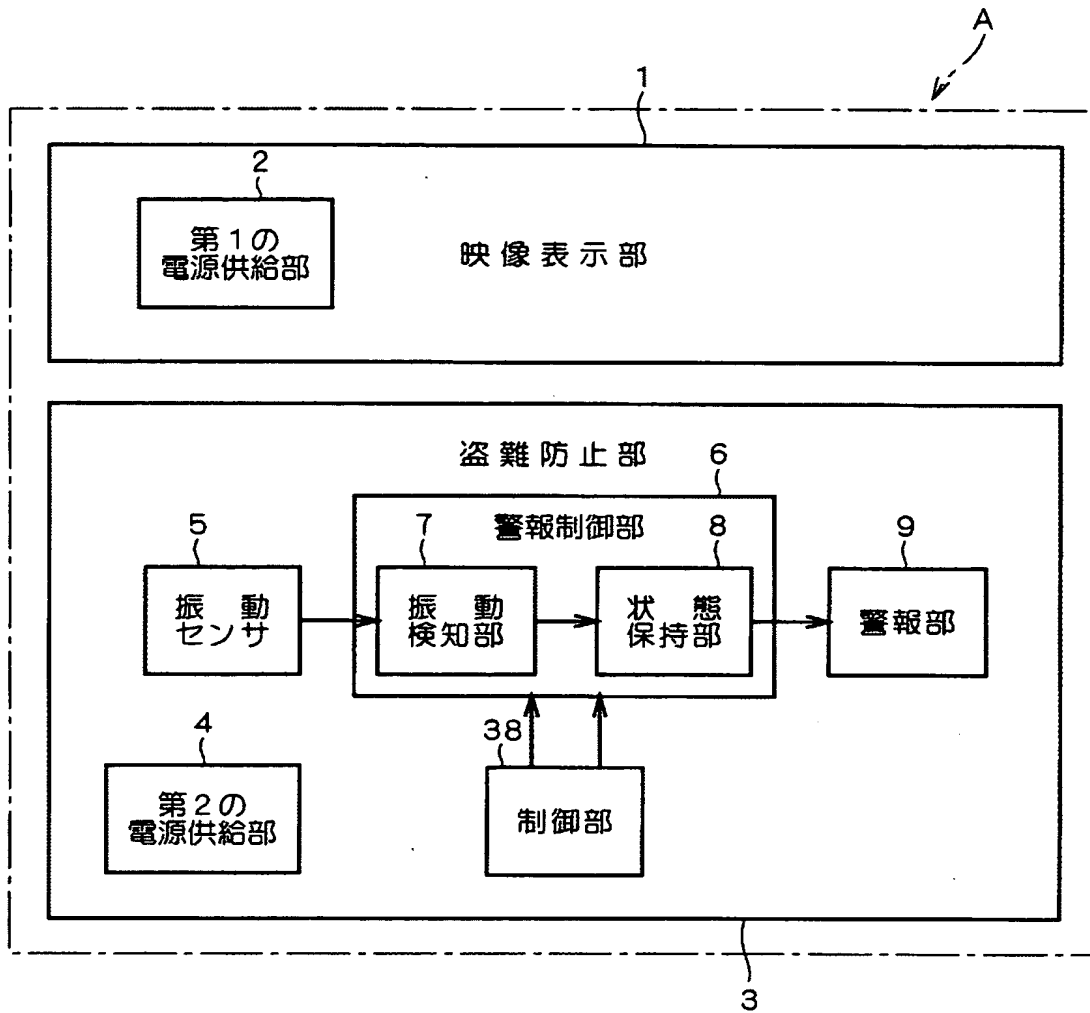 A
1
2
第1の
電源供給部
映像表示部
盗難防止部
6
警報制御部
5
7
8
9
振動
センサ
振動
検知部
状態
保持部
警報部
4
38
第2の
電源供給部
制御部
3